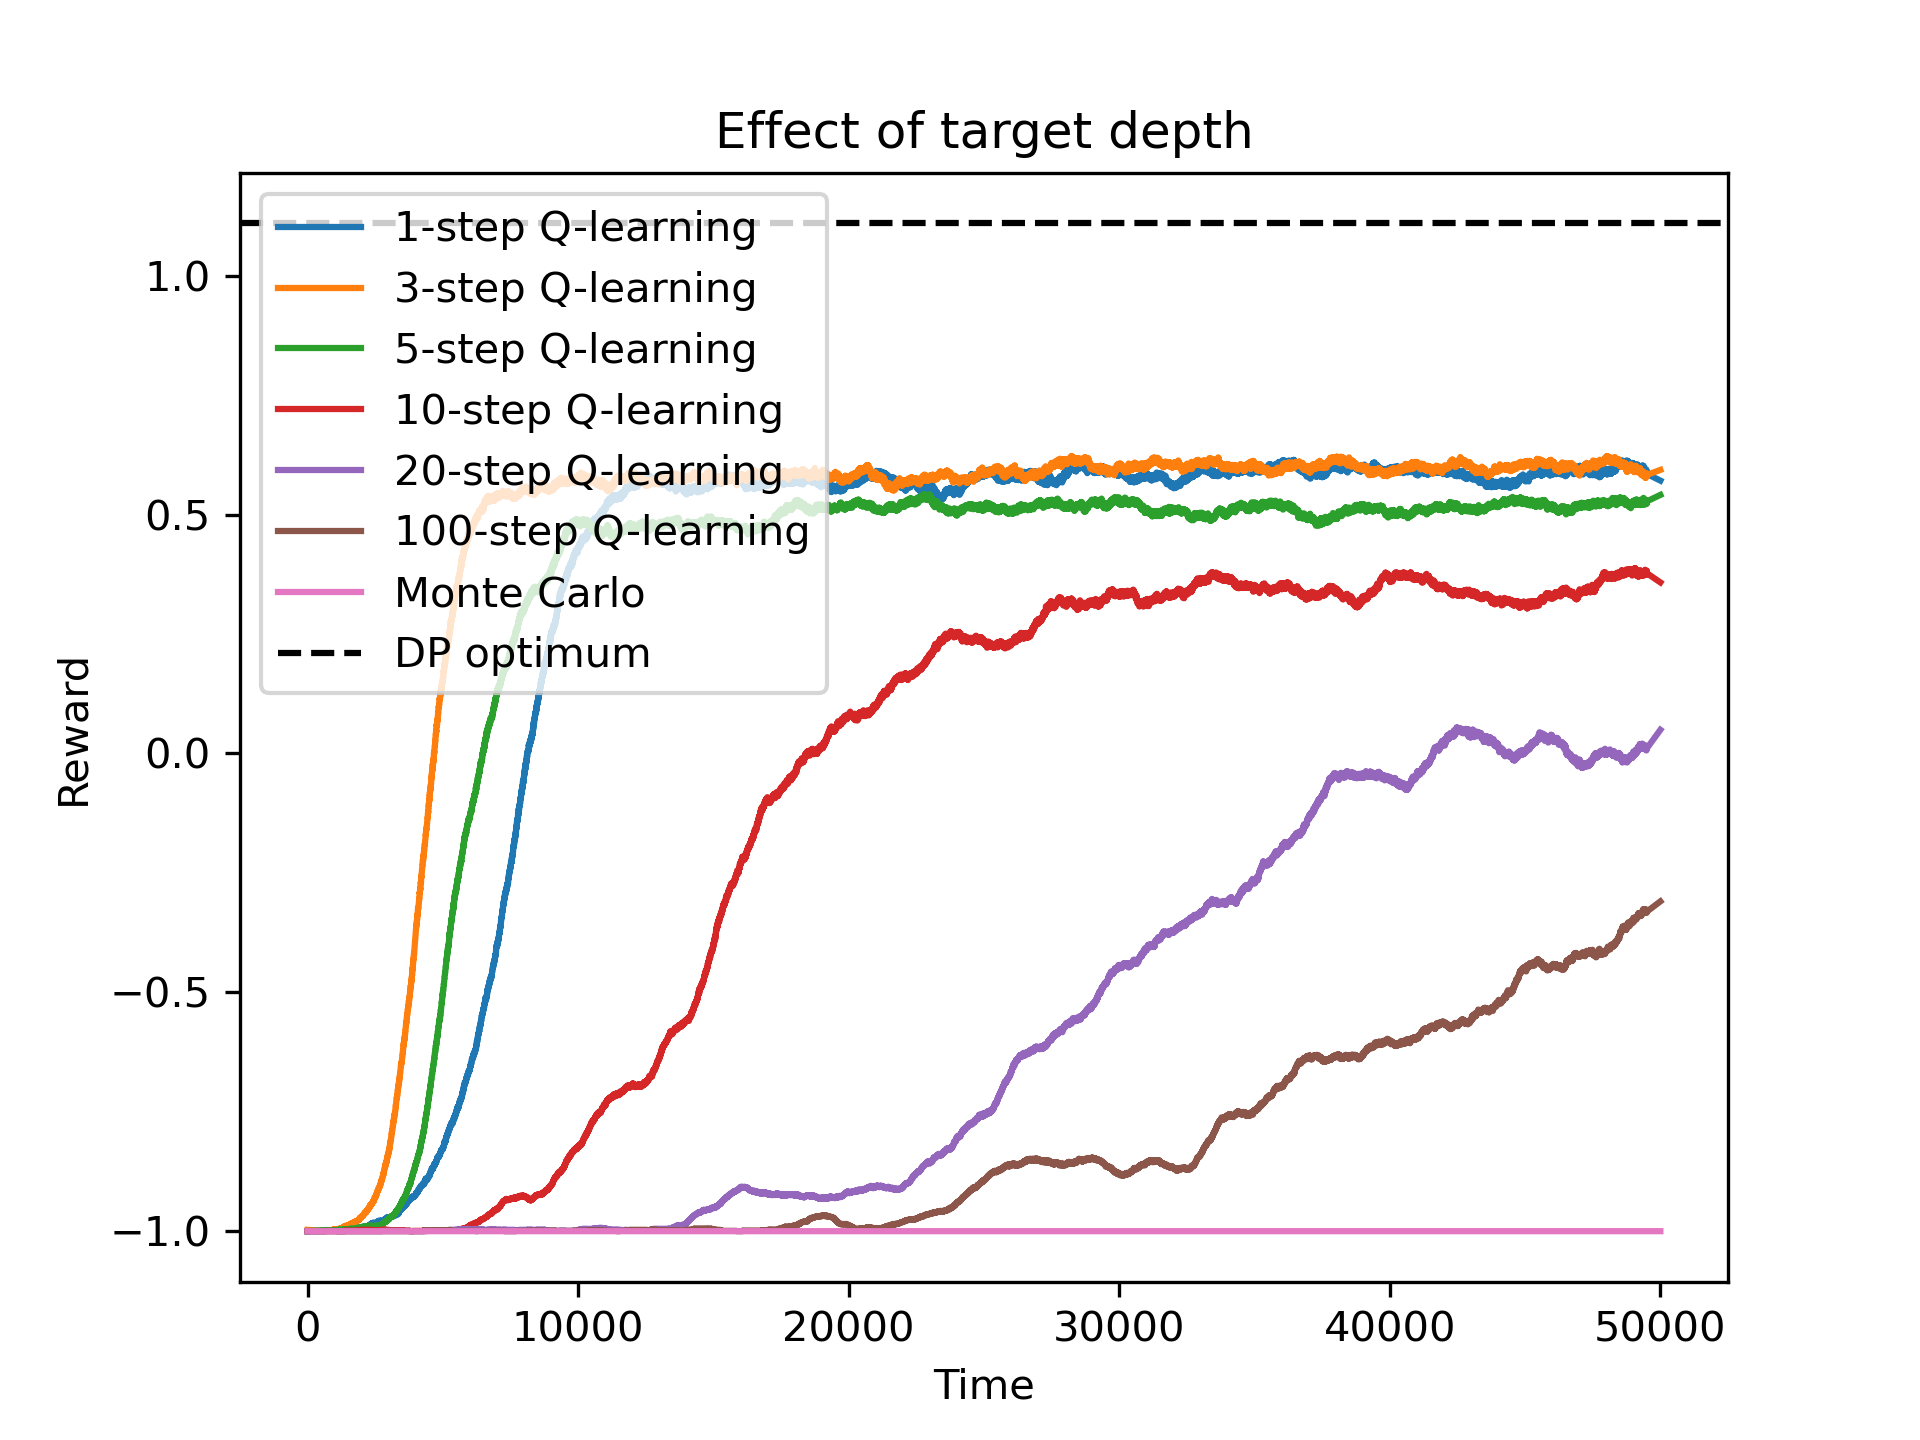 Effect of target depth
1-step Q-learning
3-step Q-learning
5-step Q-learning
10-step Q-learning
20-step Q-learning
100-step Q-learning
Monte Carlo
DP optimum
1.0
0.5
0.0
−0.5
−1.0
Reward
0 10000 20000 30000 40000 50000
Time